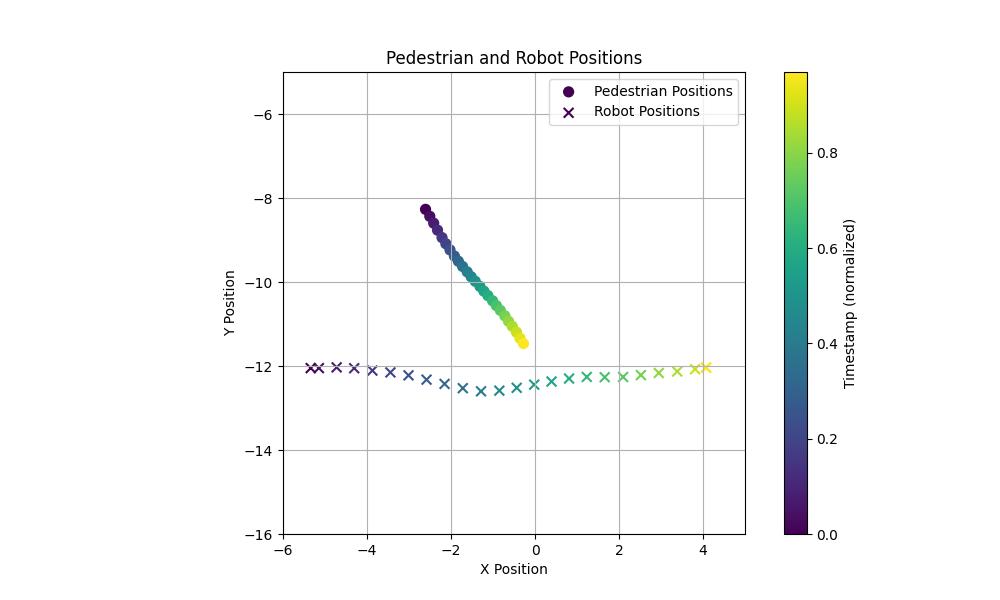 Pedestrian and Robot Positions
Pedestrian Positions
Robot Positions
Y Position
−6
−8
−10
−12
−14
−16
−6
−4
−2
0
2
4
X Position
0.8
0.6
0.4
0.2
0.0
Timestamp (normalized)